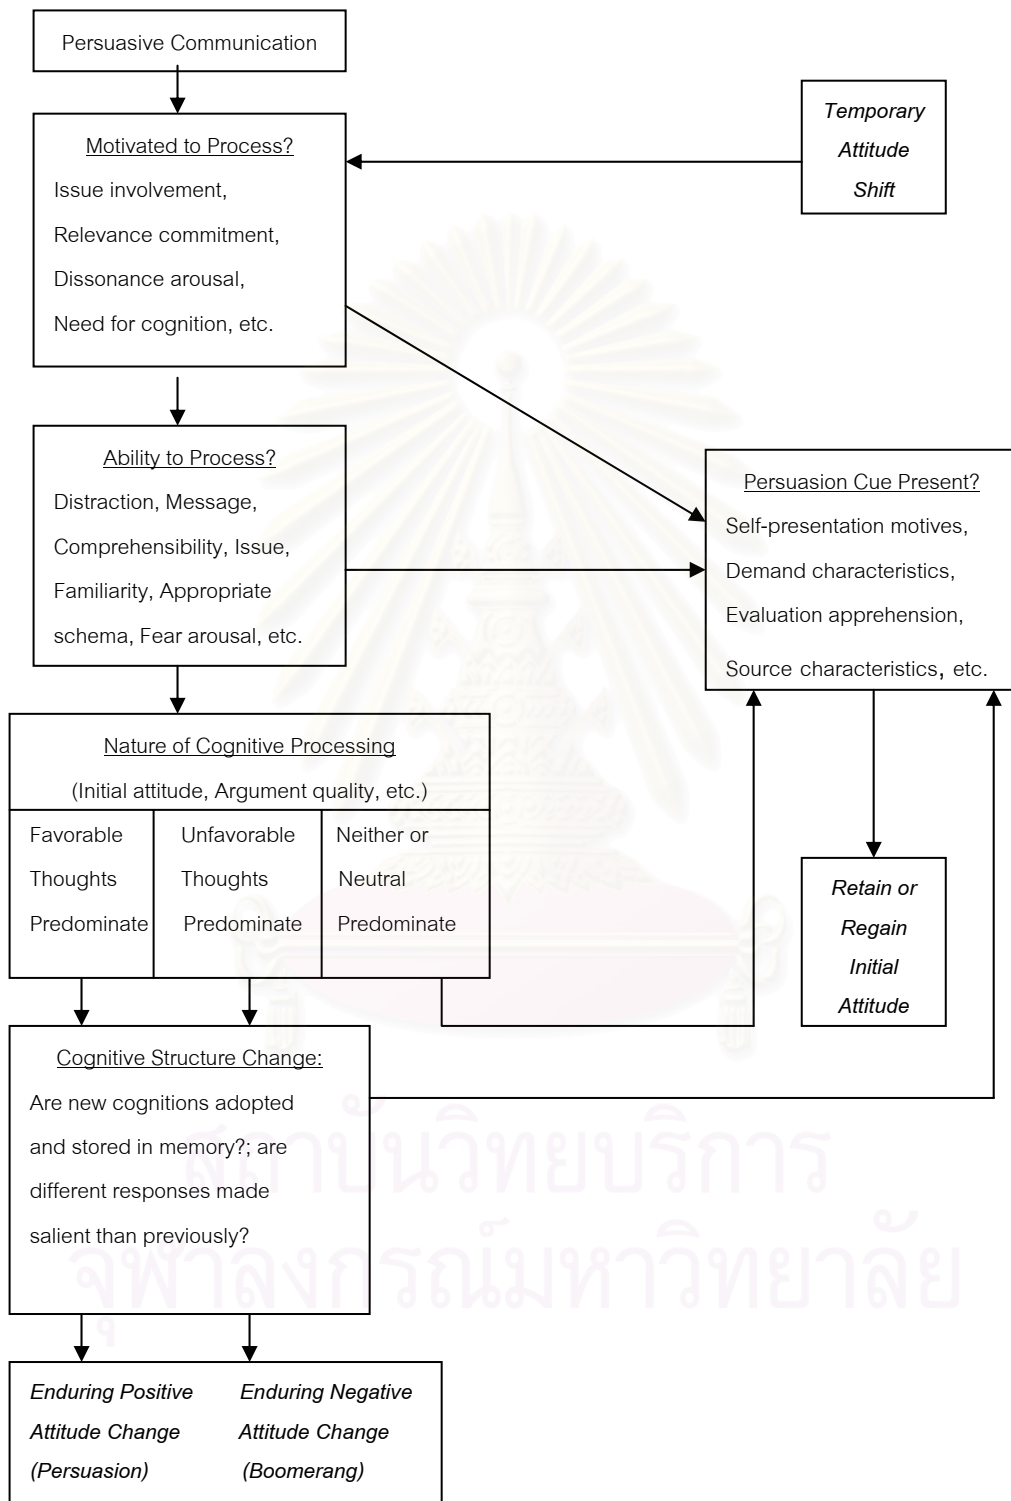 Persuasive Communication
Temporary
Attitude
Shift
Motivated to Process?
Issue involvement,
Relevance commitment,
Dissonance arousal,
Need for cognition, etc.
Ability to Process?
Distraction, Message,
Comprehensibility, Issue,
Familiarity, Appropriate
schema, Fear arousal, etc.
Persuasion Cue Present?
Self-presentation motives,
Demand characteristics,
Evaluation apprehension,
Source characteristics, etc.
Nature of Cognitive Processing
(Initial attitude, Argument quality, etc.)
Favorable
Thoughts
Predominate
Unfavorable
Thoughts
Predominate
Neither or
Neutral
Predominate
Retain or
Regain
Initial
Attitude
Cognitive Structure Change:
Are new cognitions adopted
and stored in memory?; are
different responses made
salient than previously?
สถาบันวิทยบริการ
จุฬาลงกรณ์มหาวิทยาลัย
Enduring Positive
Attitude Change
(Persuasion)
Enduring Negative
Attitude Change
(Boomerang)